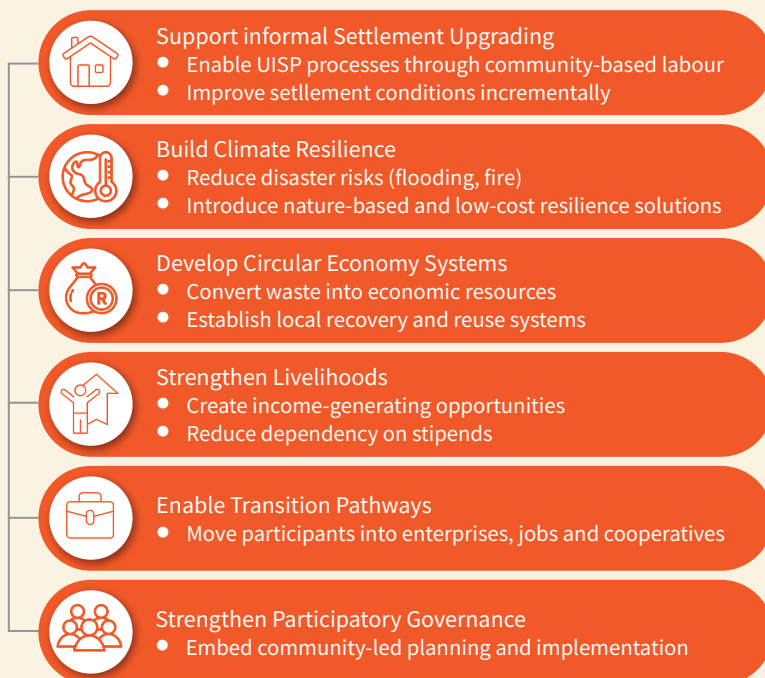 Support informal Settlement Upgrading
• Enable UISP processes through community-based labour
• Improve setllement conditions incrementally
Build Climate Resilience
• Reduce disaster risks (flooding, fire)
• Introduce nature-based and low-cost resilience solutions
Develop Circular Economy Systems
• Convert waste into economic resources
• Establish local recovery and reuse systems
R
Strengthen Livelihoods
• Create income-generating opportunities
• Reduce dependency on stipends
Enable Transition Pathways
• Move participants into enterprises, jobs and cooperatives
Strengthen Participatory Governance
• Embed community-led planning and implementation